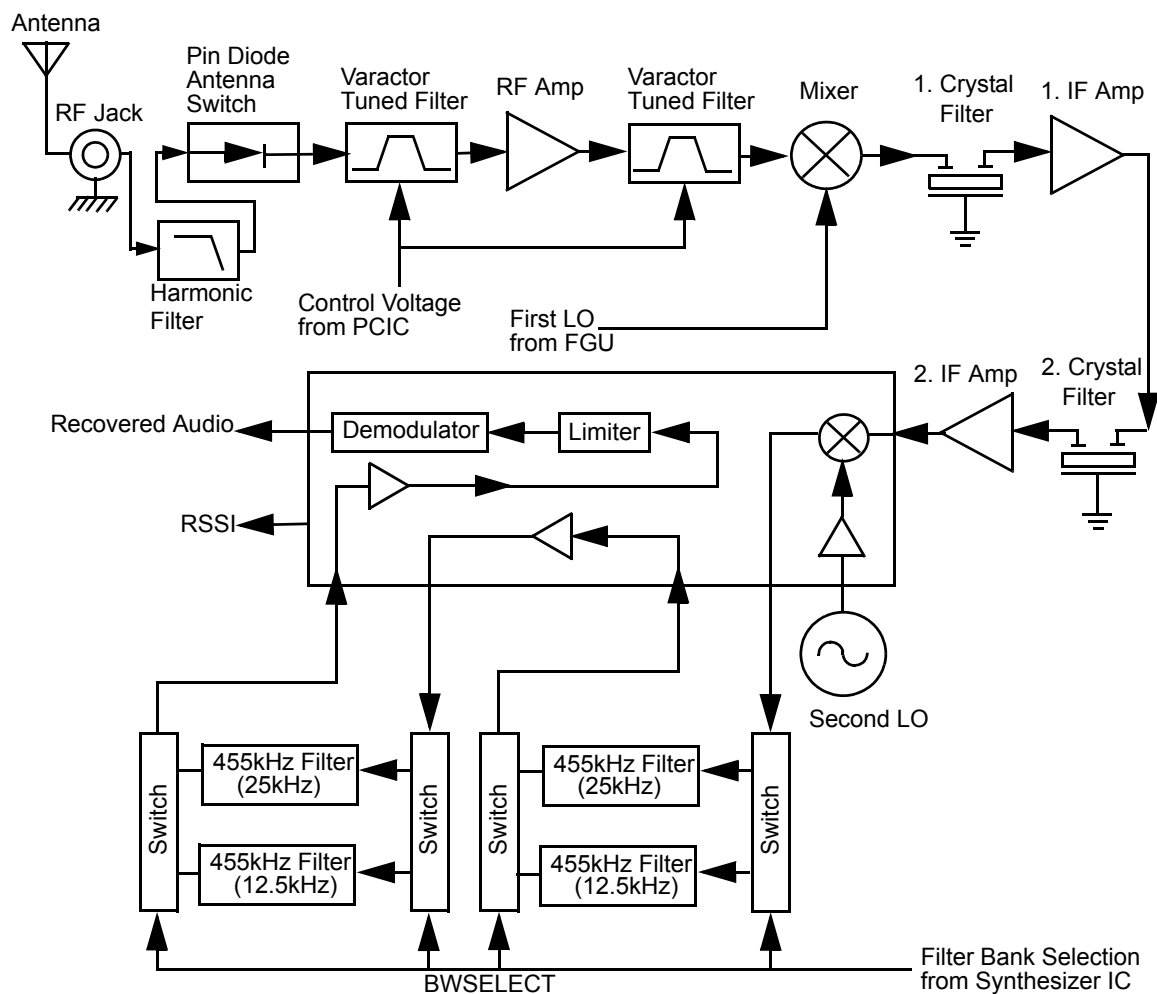 Antenna
RF Jack
Pin Diode
Antenna
Switch
Harmonic
Filter
Varactor
Tuned Filter
RF Amp
Varactor
Tuned Filter
Mixer
1. Crystal
Filter
1. IF Amp
Control Voltage
from PCIC
First LO
from FGU
2. Crystal
Filter
2. IF Amp
Recovered Audio
Demodulator
Limiter
RSSI
Second LO
Switch
455kHz Filter
(25kHz)
455kHz Filter
(12.5kHz)
Switch
Switch
455kHz Filter
(25kHz)
455kHz Filter
(12.5kHz)
Switch
BWSELECT
Filter Bank Selection
from Synthesizer IC